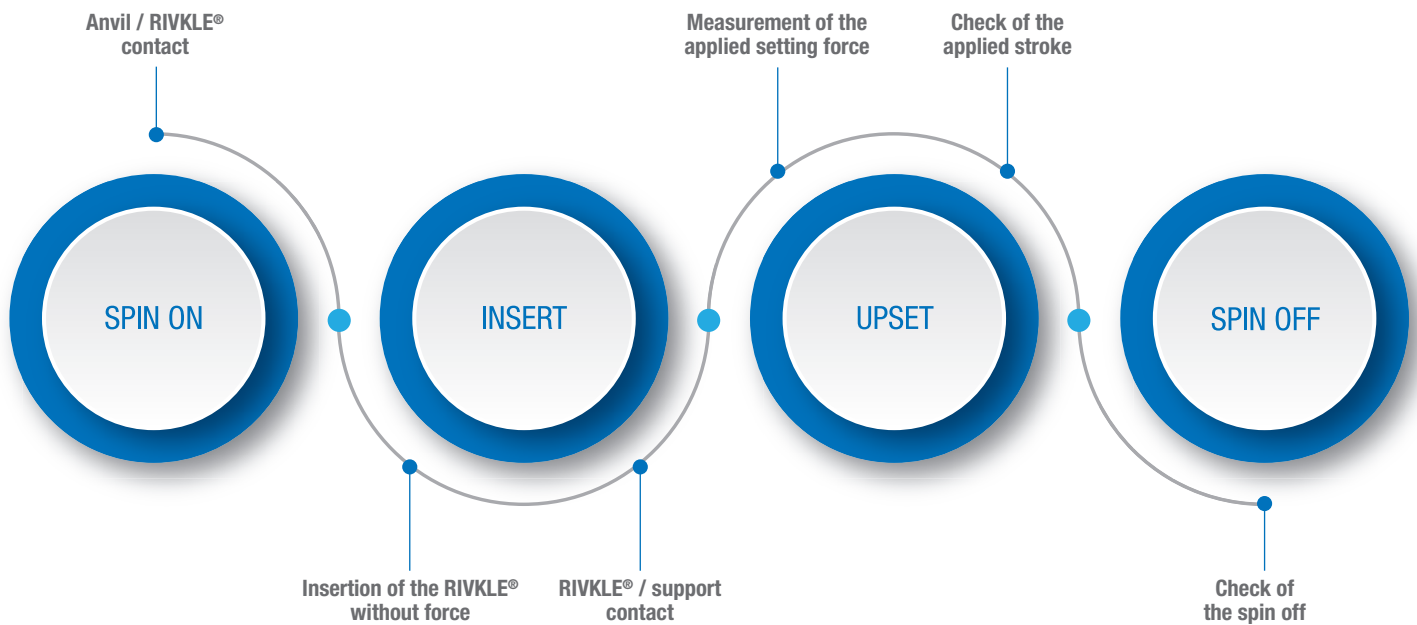 Anvil / RIVKLE®
contact
Measurement of the
applied setting force
Check of the
applied stroke
SPIN ON
INSERT
UPSET
SPIN OFF
Insertion of the RIVKLE®
without force
RIVKLE® / support
contact
Check of
the spin off